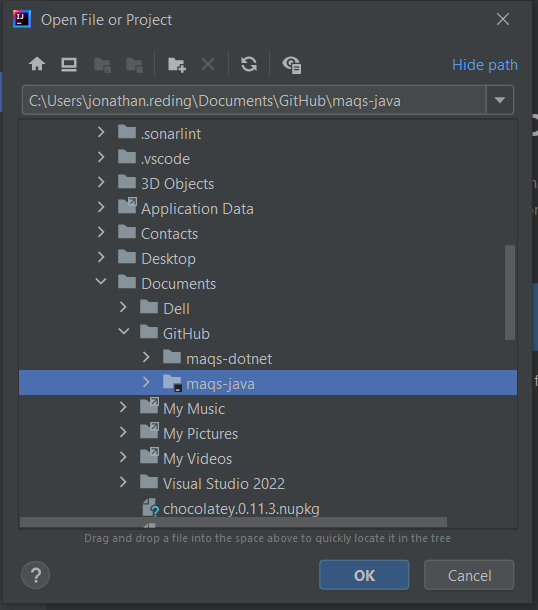 IJ
Open File or Project
Hide path
C:\Users\jonathan.reding\Documents\GitHub\maqs-java
.sonarlint
.vscode
3D Objects
Application Data
Contacts
Desktop
Documents
Dell
GitHub
maqs-dotnet
maqs-java
My Music
My Pictures
My Videos
Visual Studio 2022
chocolatey.0.11.3.nupkg
Drag and drop a file into the space above to quickly locate it in the tree
?
OK
Cancel